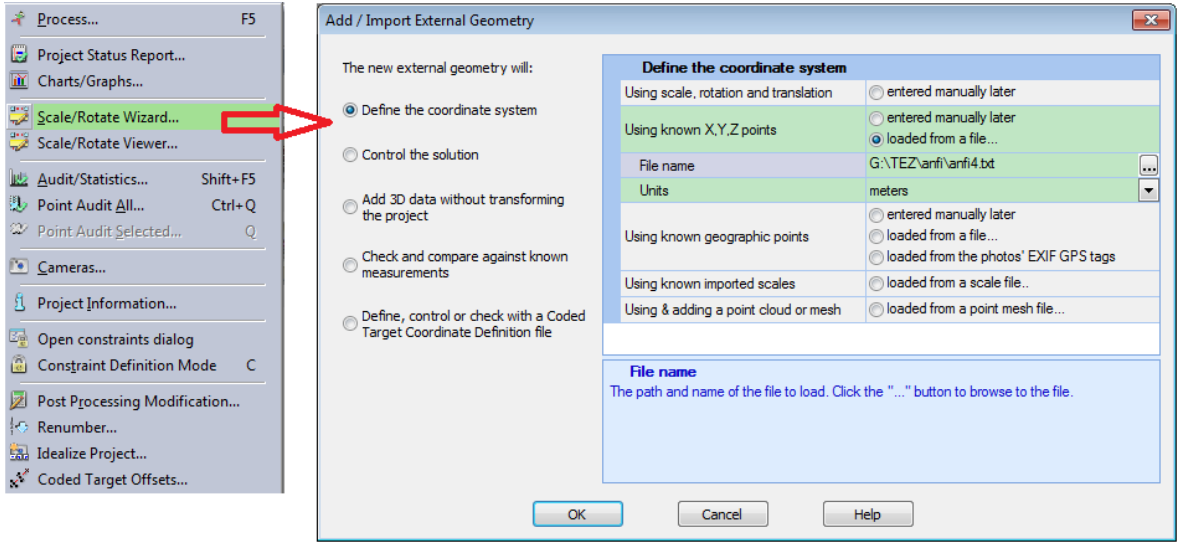 Process... F5
Project Status Report...
Charts/Graphs...
Scale/Rotate Wizard...
Scale/Rotate Viewer...
Audit/Statistics... Shift+F5
Point Audit All... Ctrl+Q
Point Audit Selected... Q
Cameras...
Project Information...
Open constraints dialog
Constraint Definition Mode C
Post Processing Modification...
Renumber...
Idealize Project...
Coded Target Offsets...
Add / Import External Geometry
The new external geometry will:
Define the coordinate system
Control the solution
Add 3D data without transforming
the project
Check and compare against known
measurements
Define, control or check with a Coded
Target Coordinate Definition file
Define the coordinate system
Using scale, rotation and translation entered manually later
Using known X,Y,Z points entered manually later
loaded from a file...
File name G:\TEZ\anfi\anfi4.txt ...
Units meters
Using known geographic points entered manually later
loaded from a file...
loaded from the photos' EXIF GPS tags
Using known imported scales loaded from a scale file..
Using & adding a point cloud or mesh loaded from a point mesh file...
File name
The path and name of the file to load. Click the "..." button to browse to the file.
OK Cancel Help